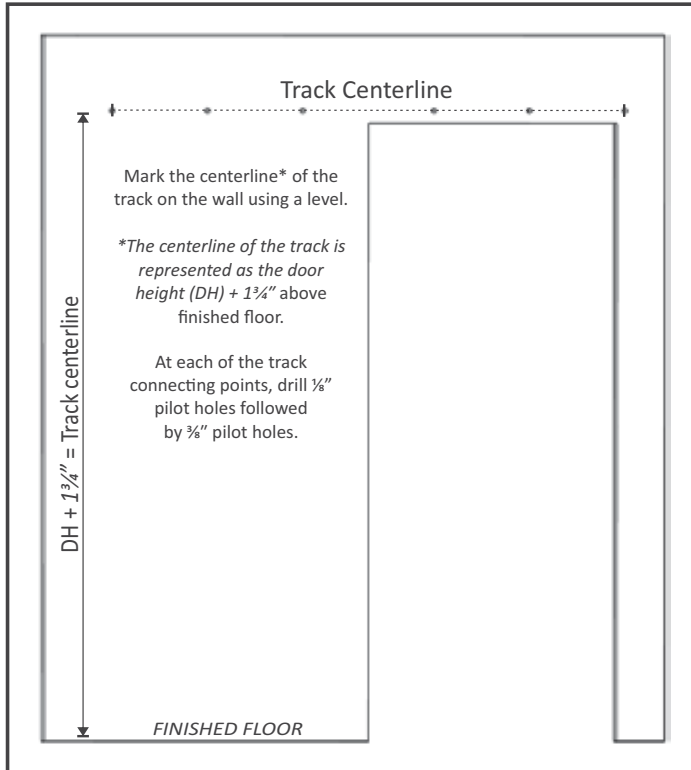 Track Centerline
Mark the centerline* of the
track on the wall using a level.
*The centerline of the track is
represented as the door
height (DH) + 1¾” above
finished floor.
At each of the track
connecting points, drill ⅛”
pilot holes followed
by ⅜” pilot holes.
DH + 1¾” = Track centerline
FINISHED FLOOR